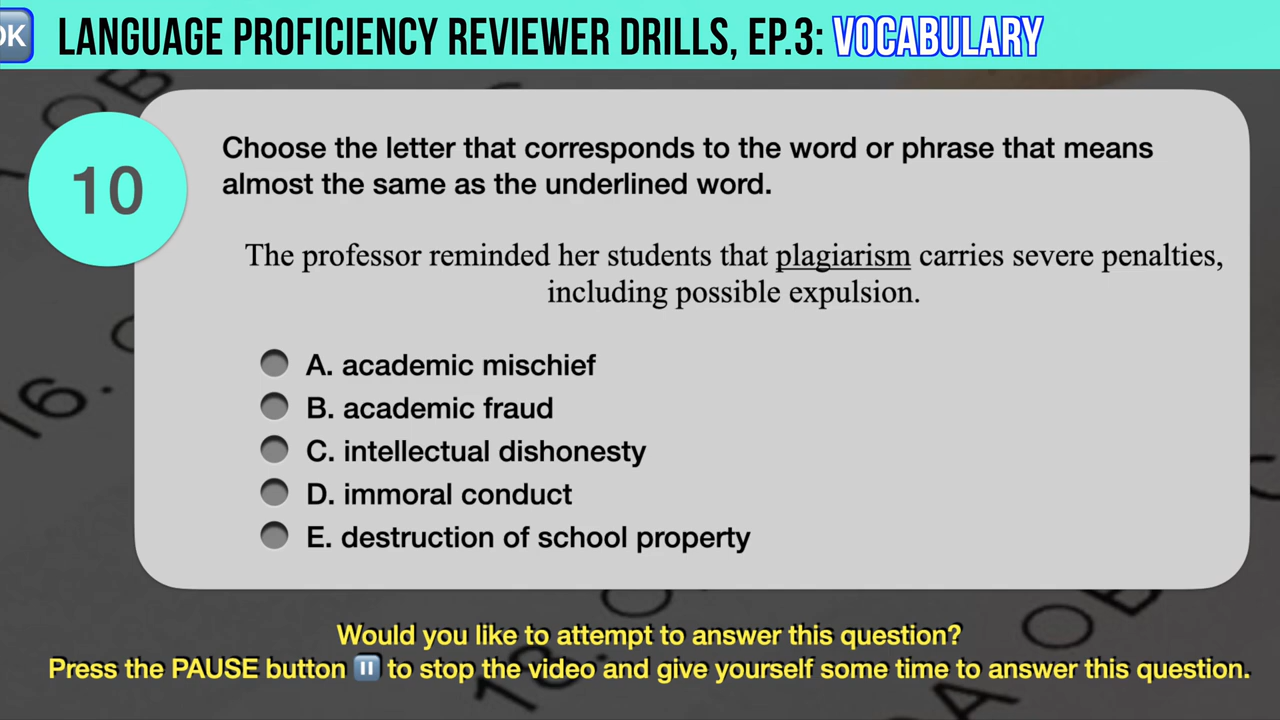 OK LANGUAGE PROFICIENCY REVIEWER DRILLS, EP.3: VOCABULARY
10
Choose the letter that corresponds to the word or phrase that means
almost the same as the underlined word.
The professor reminded her students that plagiarism carries severe penalties,
including possible expulsion.
A. academic mischief
B. academic fraud
C. intellectual dishonesty
D. immoral conduct
E. destruction of school property
16.
18.
Would you like to attempt to answer this question?
Press the PAUSE button ⏸ to stop the video and give yourself some time to answer this question.